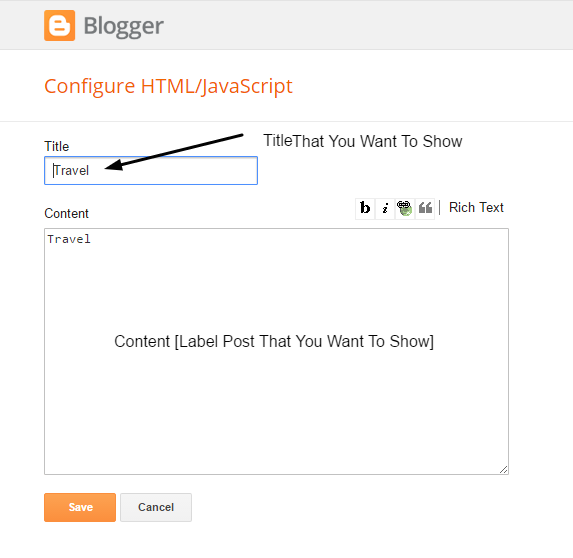 Blogger
Configure HTML/JavaScript
TitleThat You Want To Show
Title
Travel
Content
b i Rich Text
Travel
Content [Label Post That You Want To Show]
Save Cancel